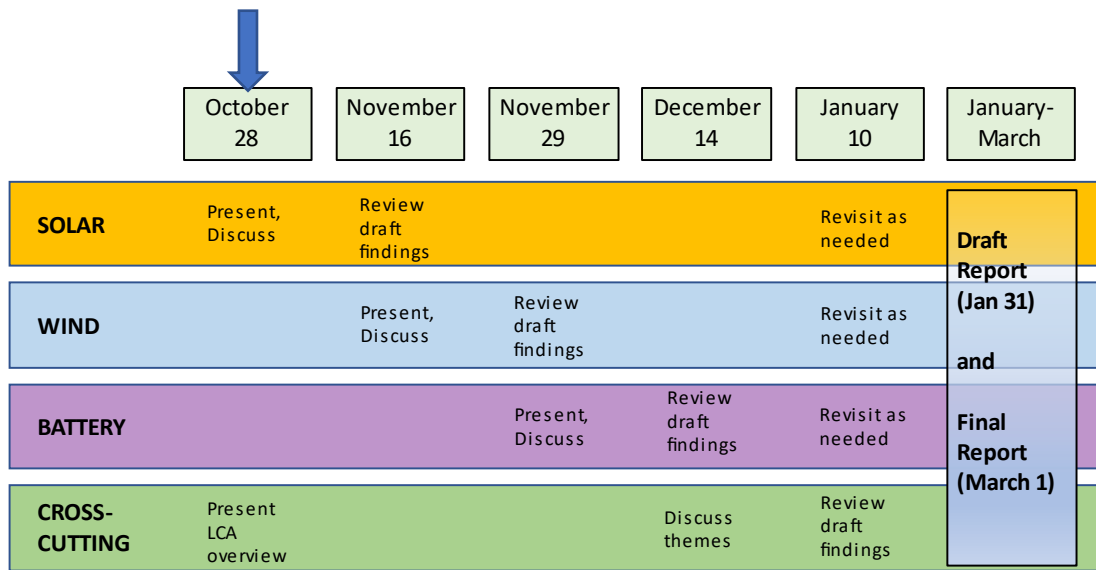 October
28
November
16
November
29
December
14
January
10
January-
March
SOLAR
Present,
Discuss
Review
draft
findings
Revisit as
needed
WIND
Present,
Discuss
Review
draft
findings
Revisit as
needed
BATTERY
Present,
Discuss
Review
draft
findings
Revisit as
needed
CROSS-
CUTTING
Present
LCA
overview
Discuss
themes
Review
draft
findings
Draft
Report
(Jan 31)
and
Final
Report
(March 1)